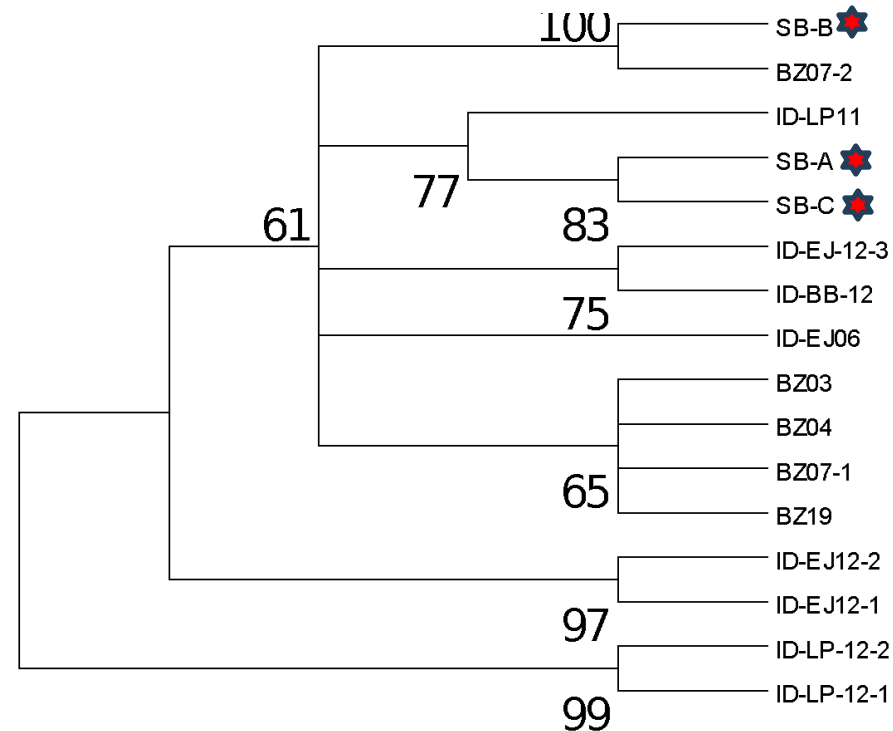 100
SB-B
BZ07-2
ID-LP11
SB-A
77
SB-C
61
83
ID-EJ-12-3
ID-BB-12
75
ID-EJ06
BZ03
BZ04
BZ07-1
65
BZ19
ID-EJ12-2
ID-EJ12-1
97
ID-LP-12-2
ID-LP-12-1
99